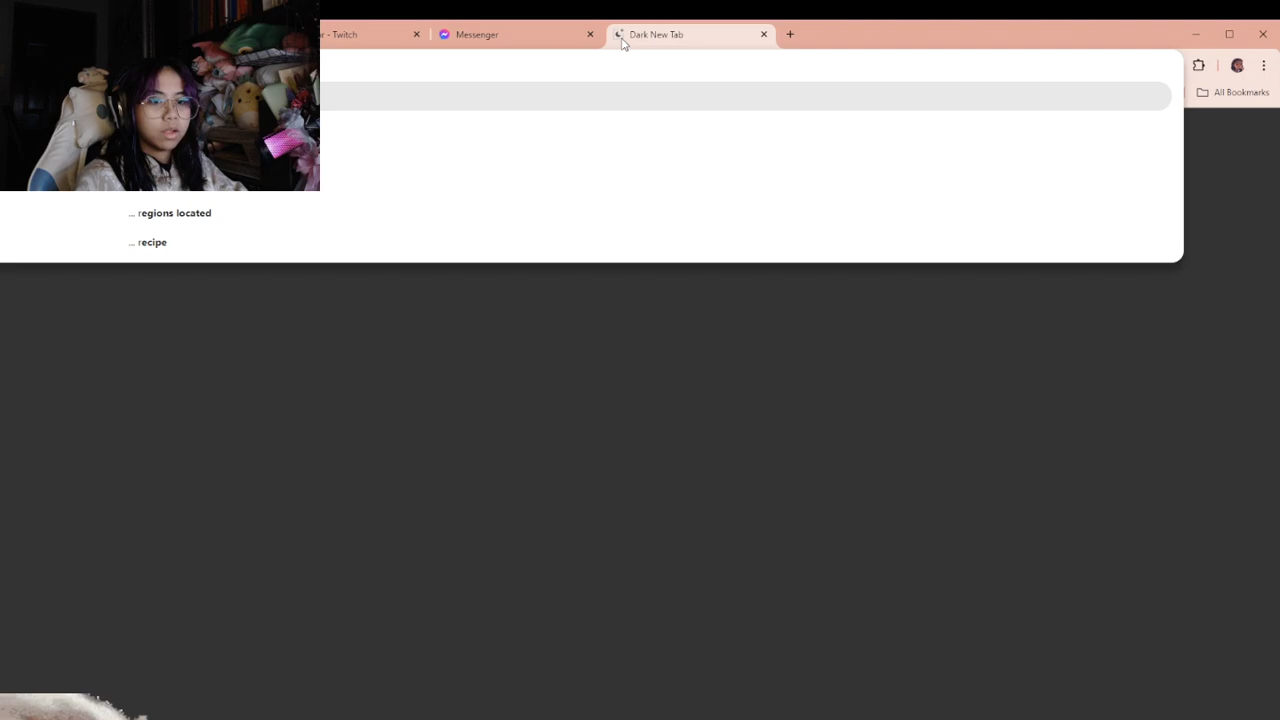 r - Twitch
Messenger
Dark New Tab
All Bookmarks
... regions located
... recipe